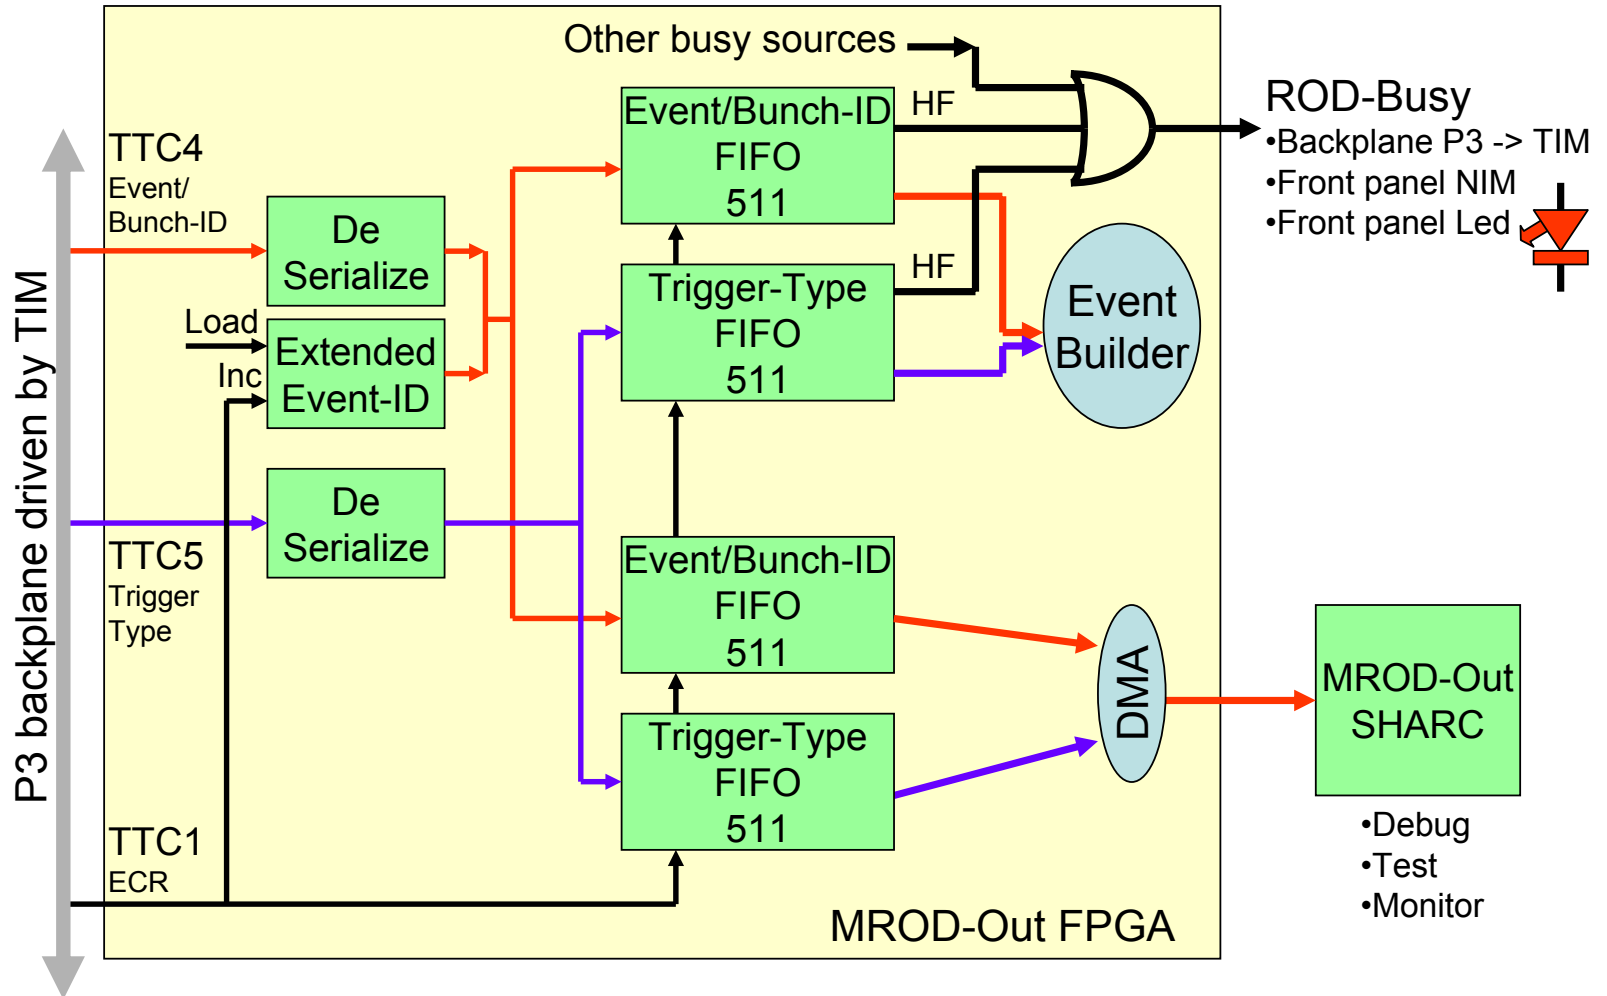 Other busy sources
Event/Bunch-ID
FIFO
511
HF
ROD-Busy
•Backplane P3 -> TIM
•Front panel NIM
•Front panel Led
TTC4
Event/
Bunch-ID
De
Serialize
Load
Inc
Extended
Event-ID
Trigger-Type
FIFO
511
HF
Event
Builder
P3 backplane driven by TIM
De
Serialize
TTC5
Trigger
Type
Event/Bunch-ID
FIFO
511
Trigger-Type
FIFO
511
DMA
MROD-Out
SHARC
•Debug
•Test
•Monitor
TTC1
ECR
MROD-Out FPGA